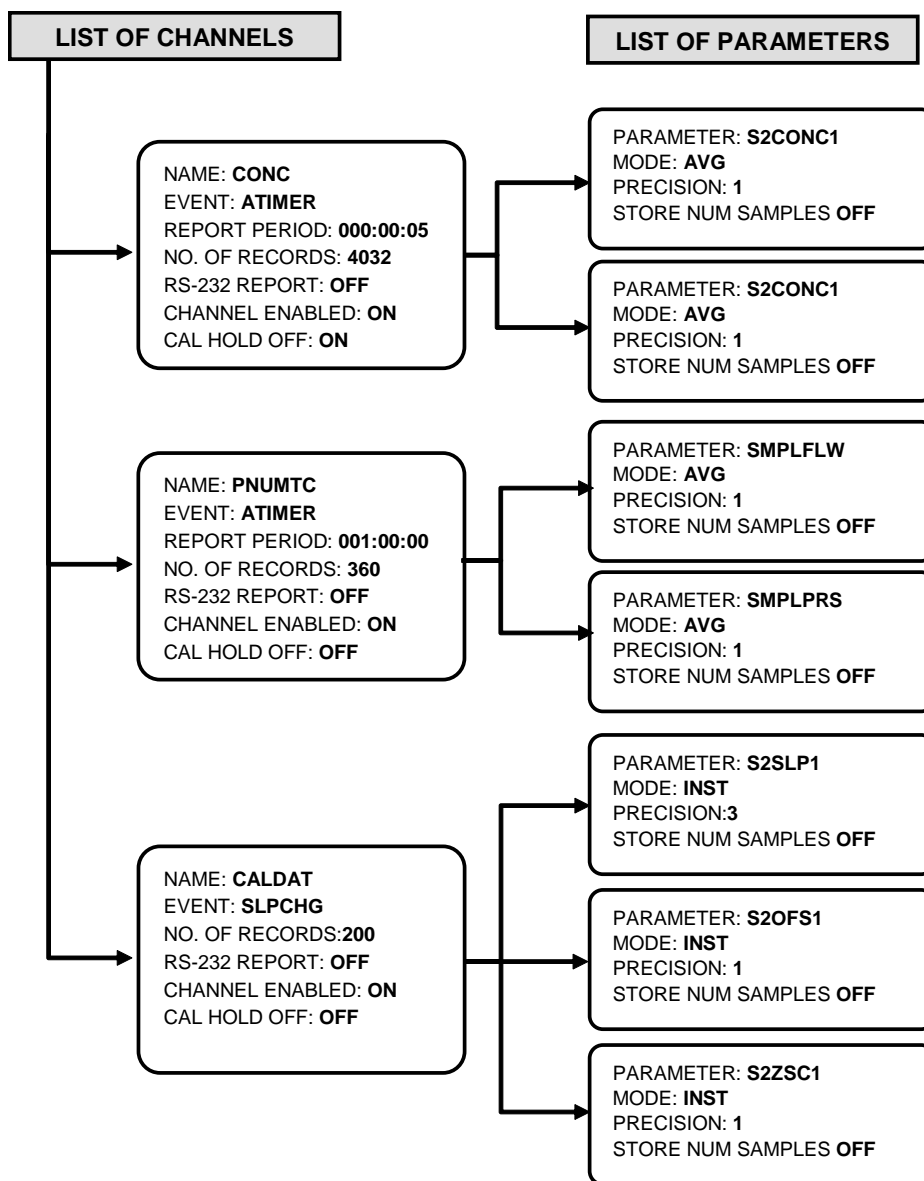 LIST OF CHANNELS
LIST OF PARAMETERS
NAME: CONC
EVENT: ATIMER
REPORT PERIOD: 000:00:05
NO. OF RECORDS: 4032
RS-232 REPORT: OFF
CHANNEL ENABLED: ON
CAL HOLD OFF: ON
PARAMETER: S2CONC1
MODE: AVG
PRECISION: 1
STORE NUM SAMPLES OFF
PARAMETER: S2CONC1
MODE: AVG
PRECISION: 1
STORE NUM SAMPLES OFF
NAME: PNUMTC
EVENT: ATIMER
REPORT PERIOD: 001:00:00
NO. OF RECORDS: 360
RS-232 REPORT: OFF
CHANNEL ENABLED: ON
CAL HOLD OFF: OFF
PARAMETER: SMPLFLW
MODE: AVG
PRECISION: 1
STORE NUM SAMPLES OFF
PARAMETER: SMPLPRS
MODE: AVG
PRECISION: 1
STORE NUM SAMPLES OFF
NAME: CALDAT
EVENT: SLPCHG
NO. OF RECORDS:200
RS-232 REPORT: OFF
CHANNEL ENABLED: ON
CAL HOLD OFF: OFF
PARAMETER: S2SLP1
MODE: INST
PRECISION:3
STORE NUM SAMPLES OFF
PARAMETER: S2OFS1
MODE: INST
PRECISION: 1
STORE NUM SAMPLES OFF
PARAMETER: S2ZSC1
MODE: INST
PRECISION: 1
STORE NUM SAMPLES OFF